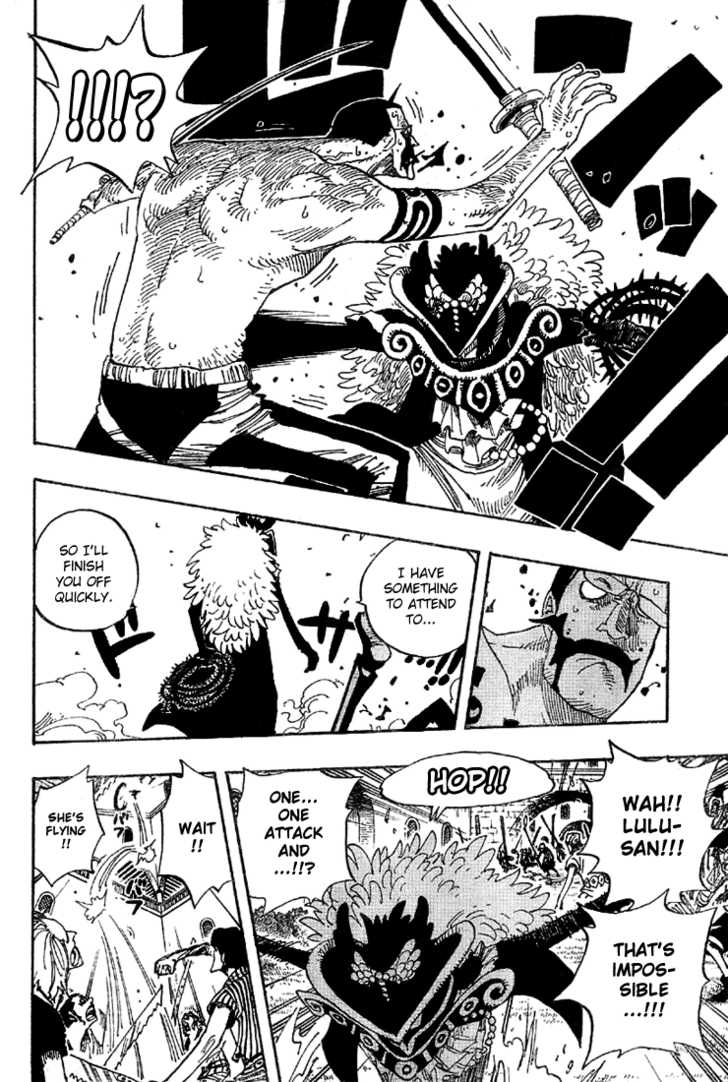 !!!!?
I HAVE
SOMETHING
TO ATTEND
TO...
SO I'LL
FINISH
YOU OFF
QUICKLY.
WAH!!
LULU-
SAN!!!
HOP!!
ONE...
ONE
ATTACK
AND
...!!?
THAT'S
IMPOS-
SIBLE
...!!!
WAIT
!!
SHE'S
FLYING
!!